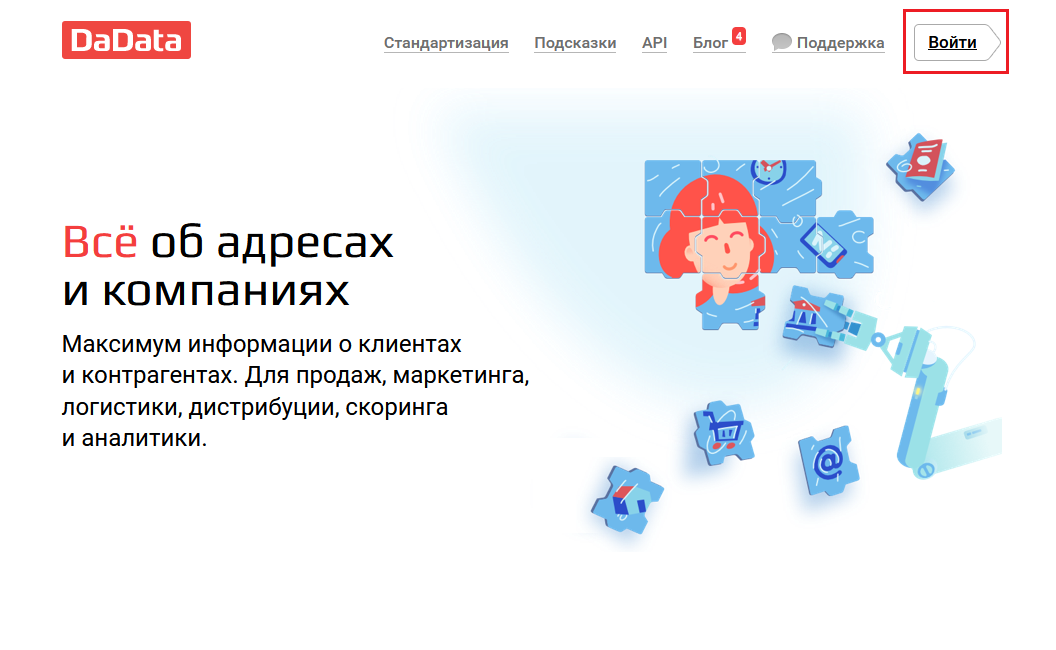 DaData
Стандартизация Подсказки API Блог 4 Поддержка Войти
Всё об адресах
и компаниях
Максимум информации о клиентах
и контрагентах. Для продаж, маркетинга,
логистики, дистрибуции, скоринга
и аналитики.
@